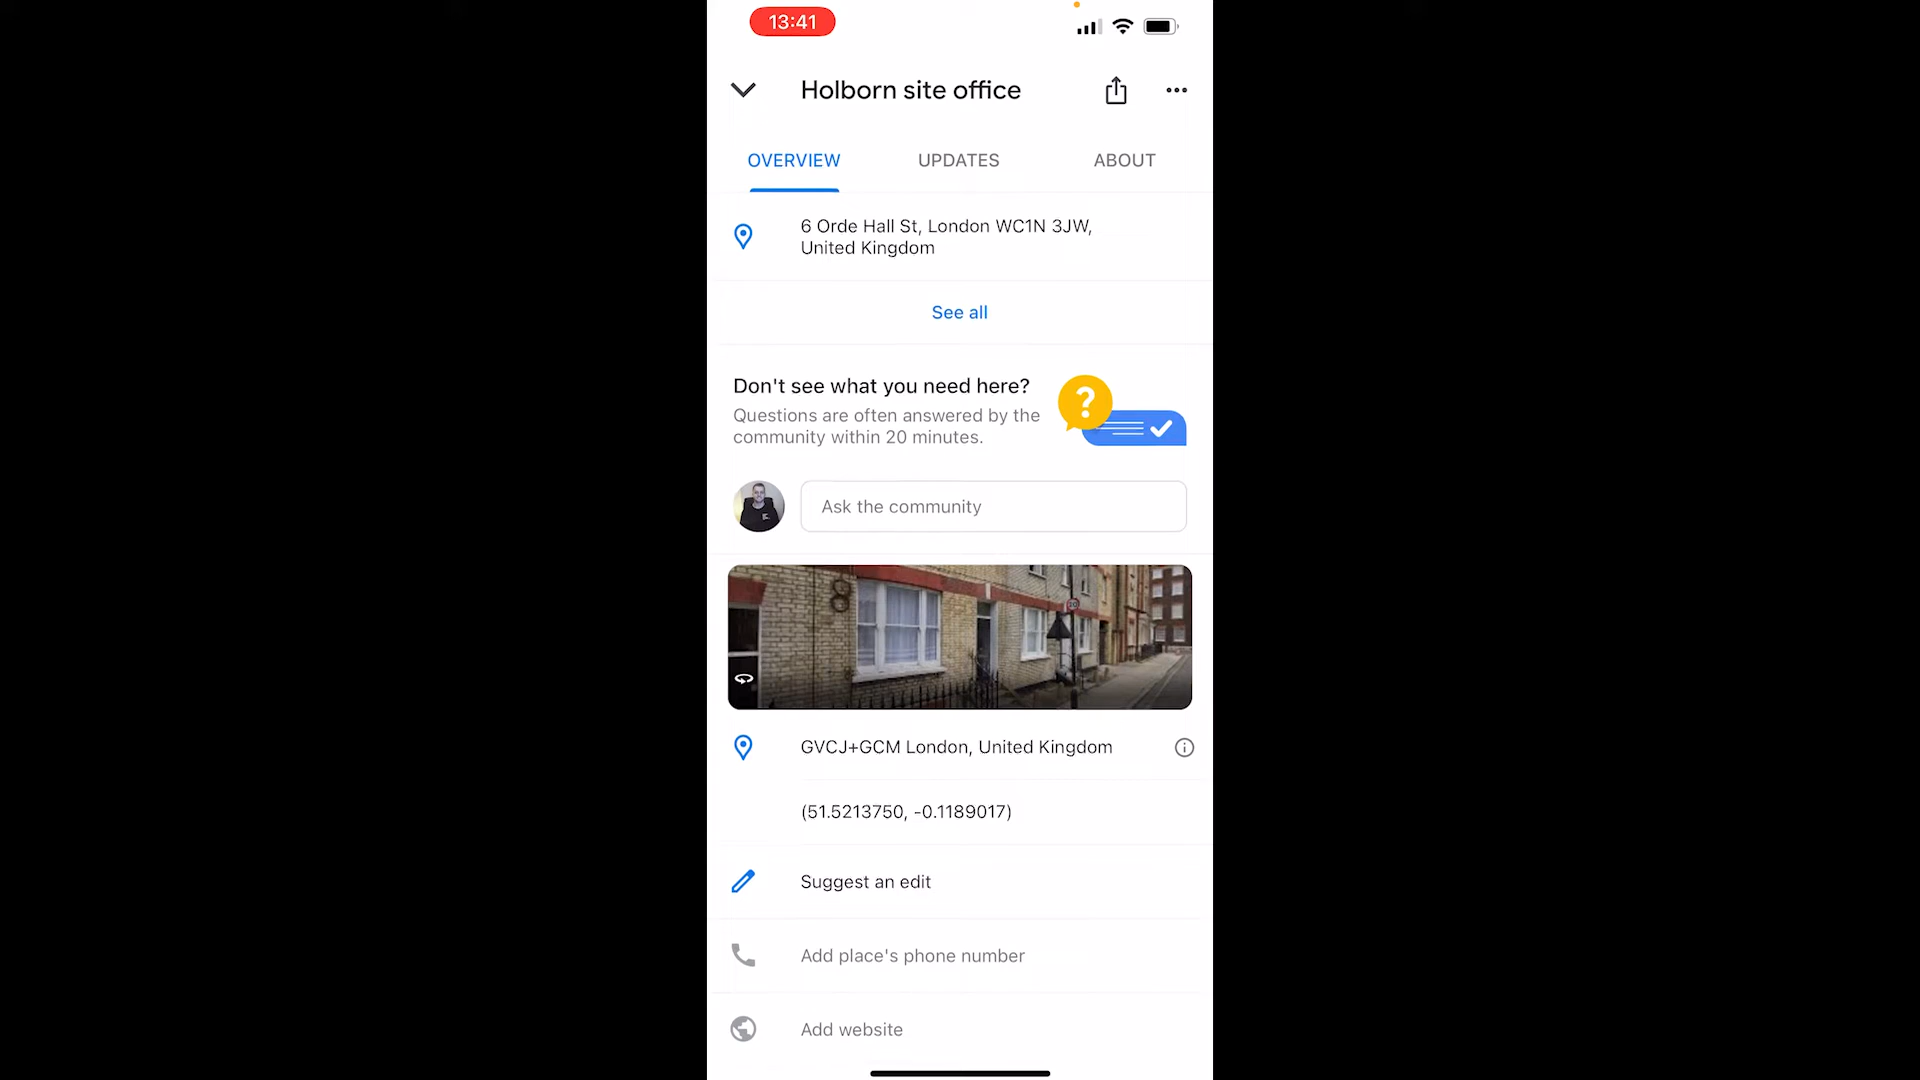 13:41
Holborn site office
OVERVIEW
UPDATES
ABOUT
6 Orde Hall St, London WC1N 3JW,
United Kingdom
See all
Don't see what you need here?
Questions are often answered by the
community within 20 minutes.
?
Ask the community
8
20
GVCJ+GCM London, United Kingdom
(51.5213750, -0.1189017)
Suggest an edit
Add place's phone number
Add website